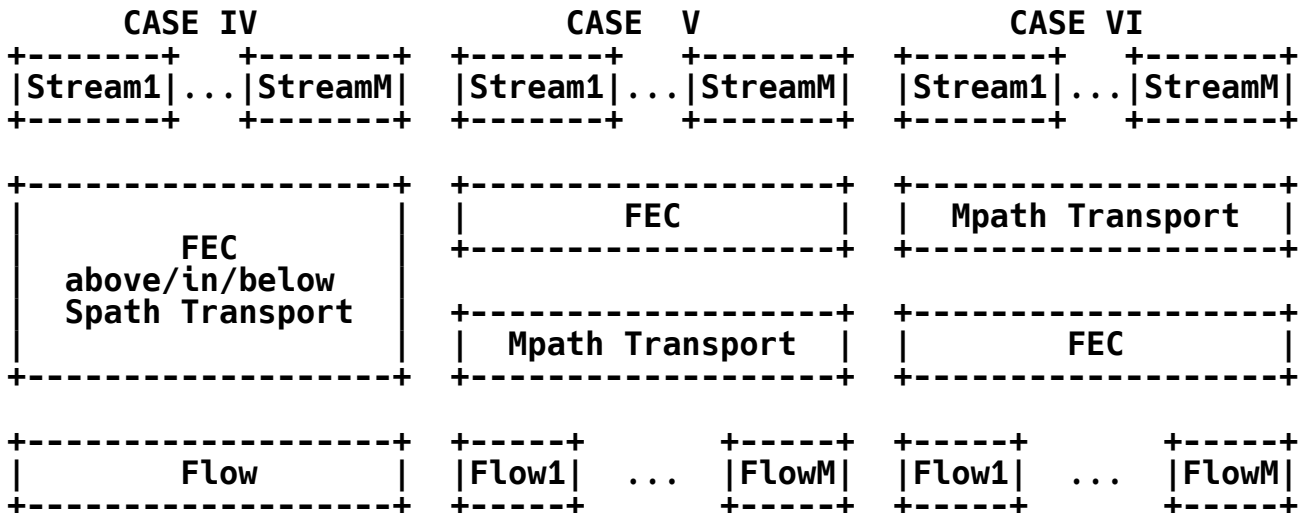 CASE IV               CASE  V               CASE VI
+-------+   +-------+  +-------+   +-------+  +-------+   +-------+
|Stream1|...|StreamM|  |Stream1|...|StreamM|  |Stream1|...|StreamM|
+-------+   +-------+  +-------+   +-------+  +-------+   +-------+

+-------------------+  +-------------------+  +-------------------+
|                   |  |        FEC        |  |  Mpath Transport  |
|        FEC        |  +-------------------+  +-------------------+
|  above/in/below   |
|  Spath Transport  |  +-------------------+  +-------------------+
|                   |  |  Mpath Transport  |  |        FEC        |
+-------------------+  +-------------------+  +-------------------+

+-------------------+  +-----+       +-----+  +-----+       +-----+
|        Flow       |  |Flow1|  ...  |FlowM|  |Flow1|  ...  |FlowM|
+-------------------+  +-----+       +-----+  +-----+       +-----+